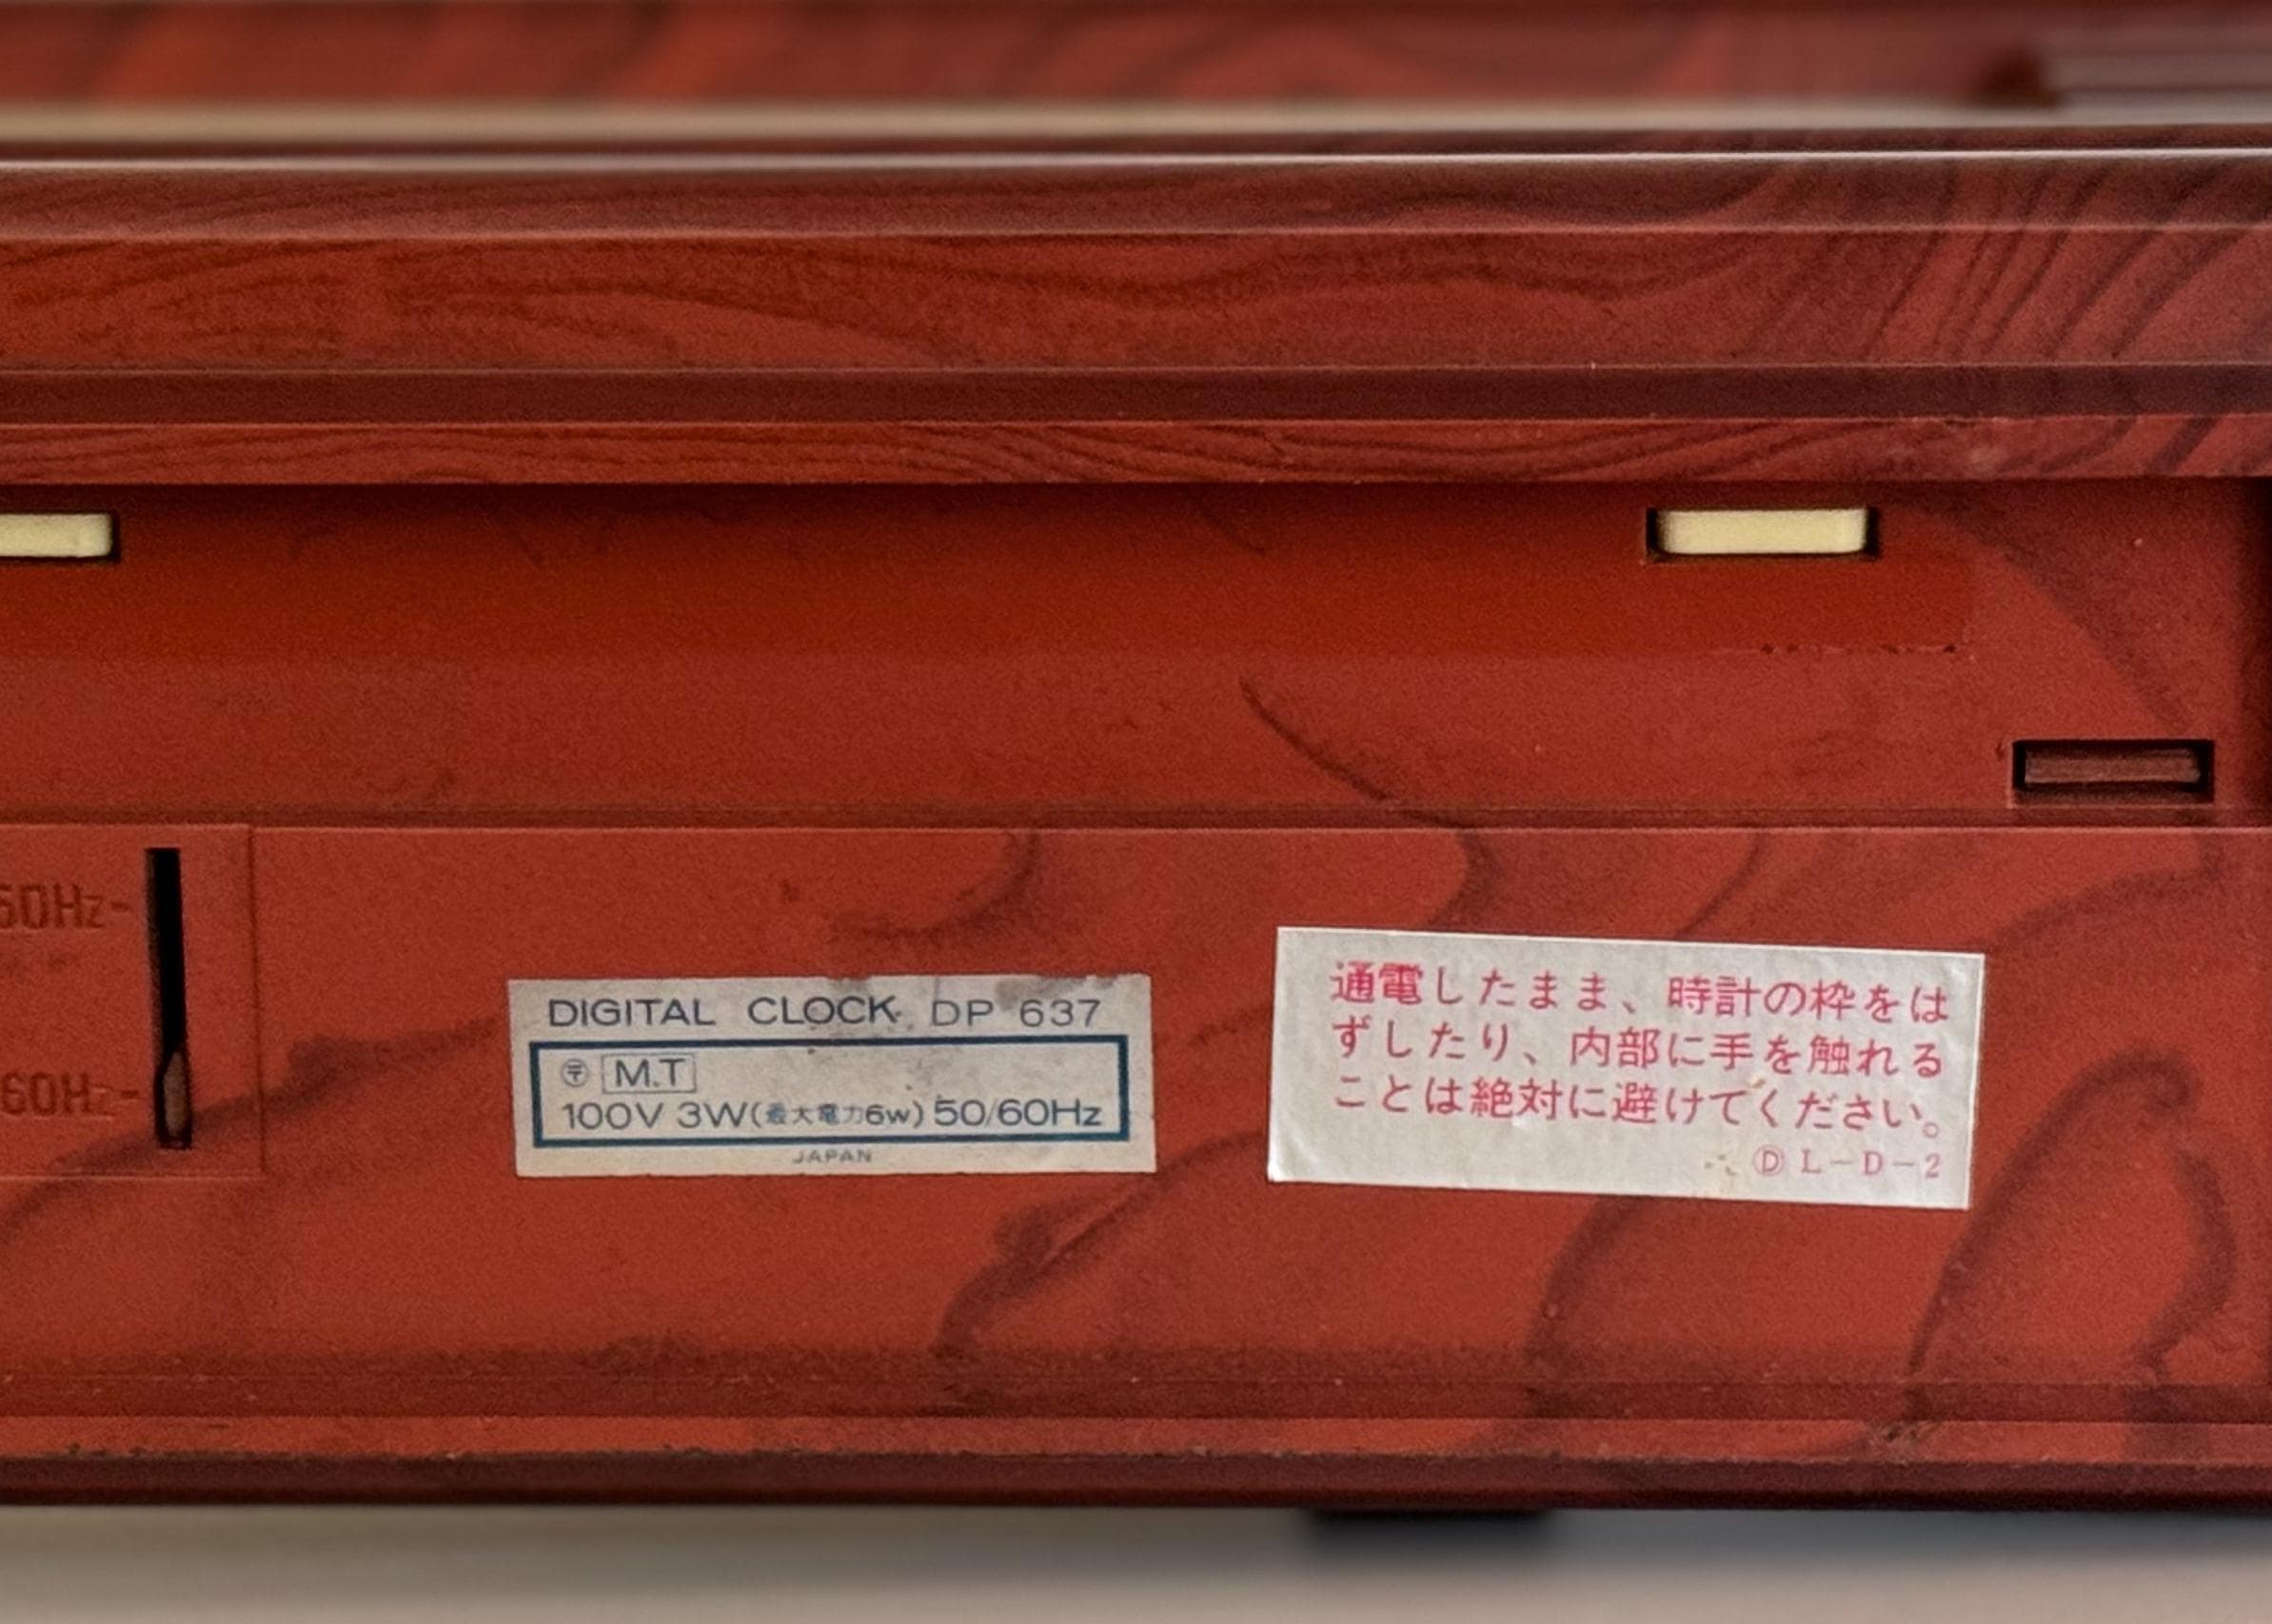 50Hz-
60Hz-
DIGITAL CLOCK DP 637
〶 M.T
100V 3W(最大電力6w) 50/60Hz
JAPAN
通電したまま、時計の枠をは
ずしたり、内部に手を触れる
ことは絶対に避けてください。
Ⓓ L-D-2